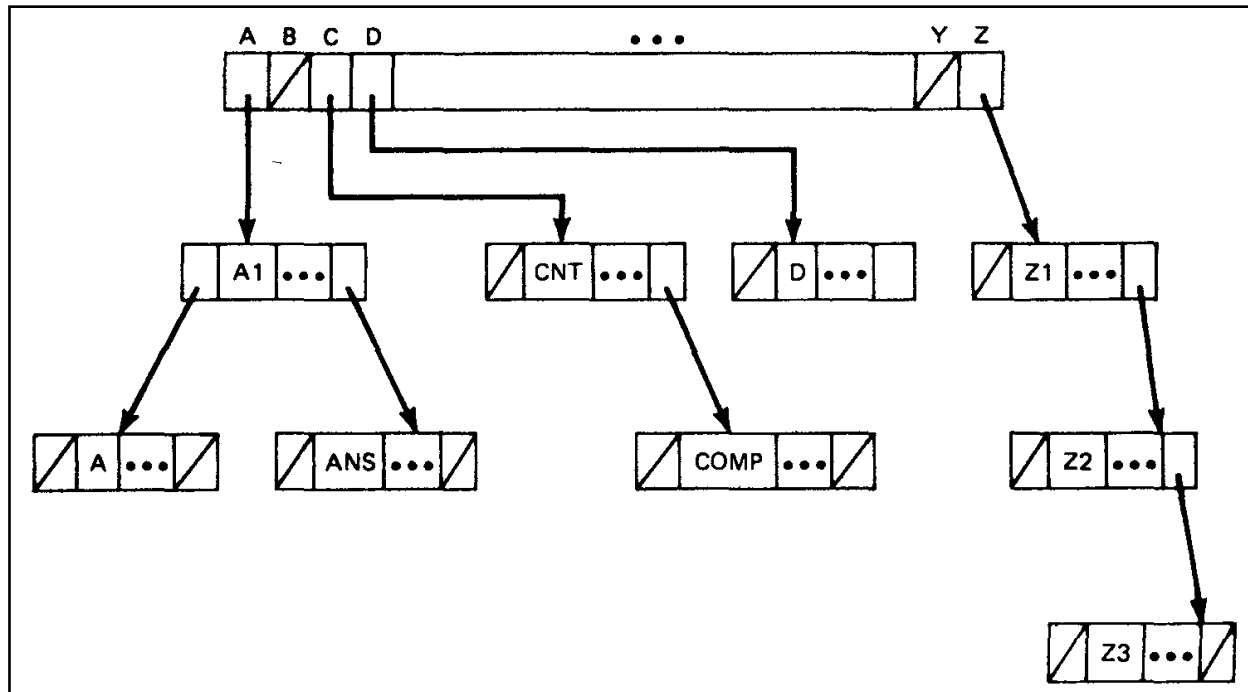 A B C D ••• Y Z
A1 ••• CNT ••• D ••• Z1 •••
A ••• ANS ••• COMP ••• Z2 •••
Z3 •••